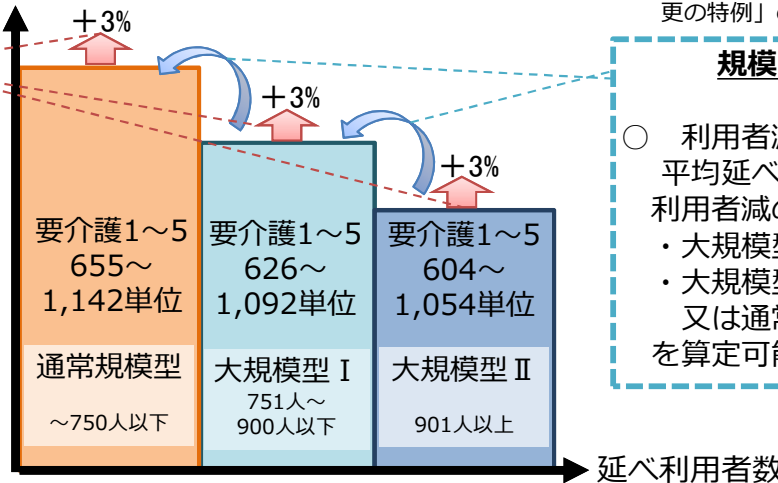 更の特例」
+3%
+3%
+3%
規模
○ 利用者
平均延べ
利用者減
・大規模
・大規模
又は通
を算定可
要介護1～5
655～
1,142単位
通常規模型
～750人以下
要介護1～5
626～
1,092単位
大規模型Ⅰ
751人～
900人以下
要介護1～5
604～
1,054単位
大規模型Ⅱ
901人以上
延べ利用者数